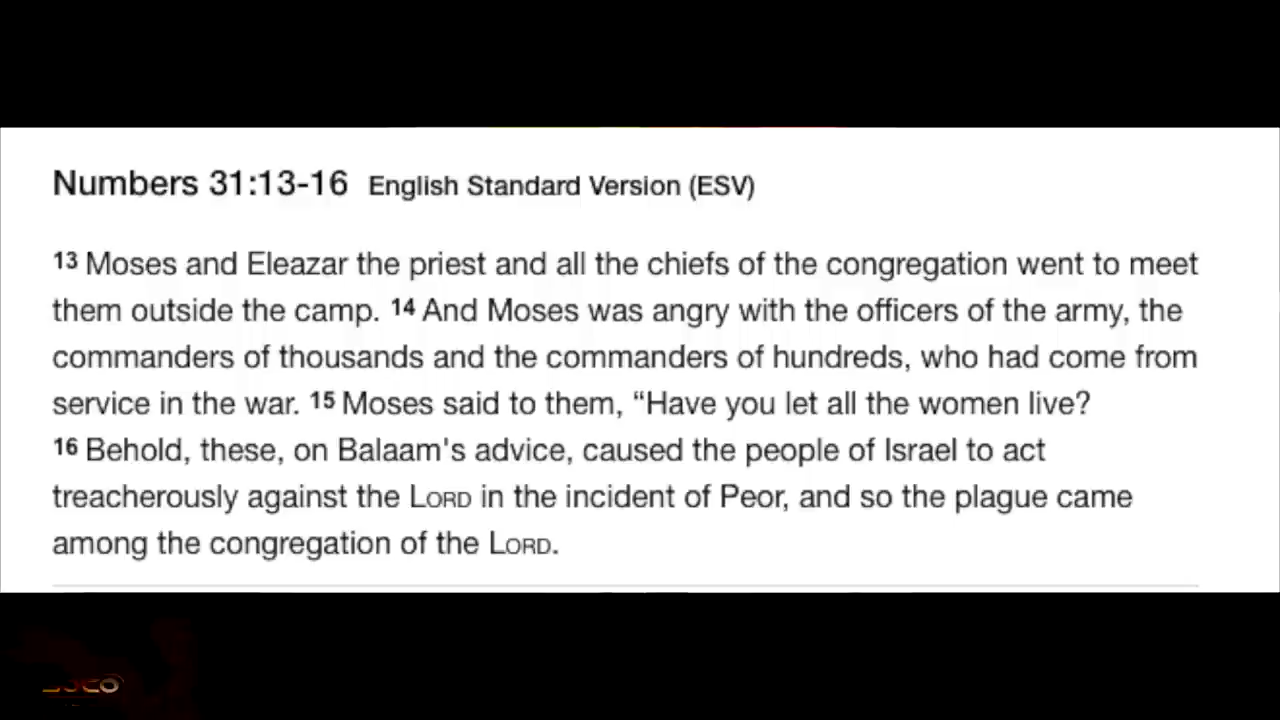 Numbers 31:13-16 English Standard Version (ESV)
13 Moses and Eleazar the priest and all the chiefs of the congregation went to meet
them outside the camp. 14 And Moses was angry with the officers of the army, the
commanders of thousands and the commanders of hundreds, who had come from
service in the war. 15 Moses said to them, “Have you let all the women live?
16 Behold, these, on Balaam's advice, caused the people of Israel to act
treacherously against the LORD in the incident of Peor, and so the plague came
among the congregation of the LORD.